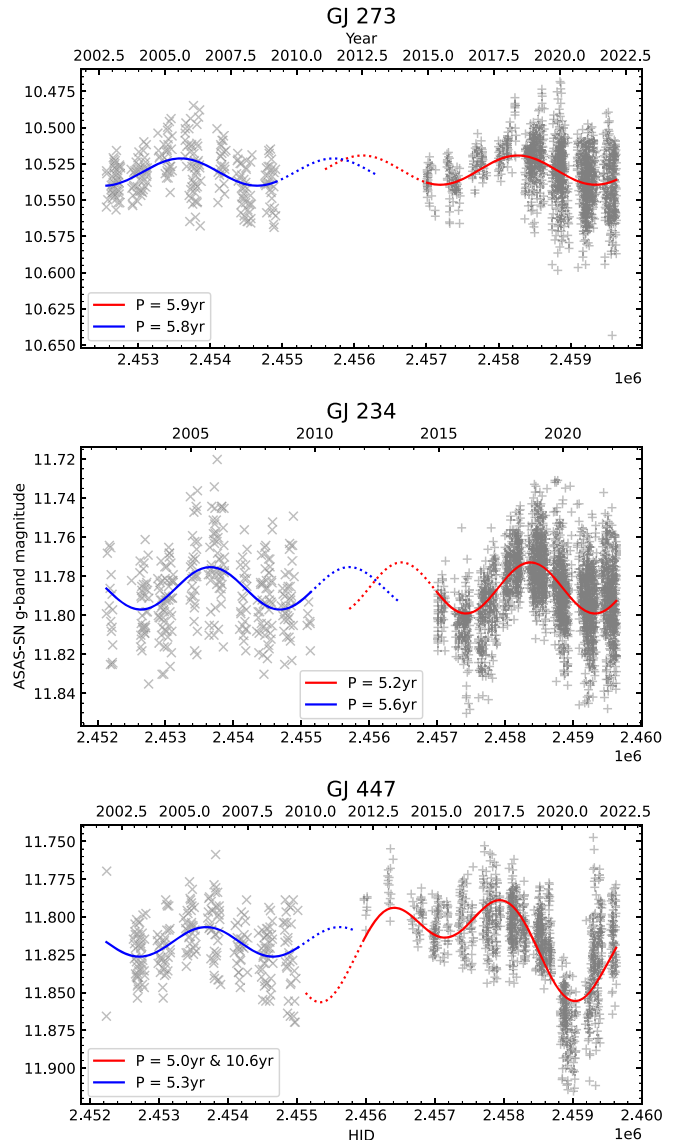 GJ 273
Year
2002.5 2005.0 2007.5 2010.0 2012.5 2015.0 2017.5 2020.0 2022.5
10.475
10.500
10.525
10.550
10.575
10.600
10.625
10.650
P = 5.9yr
P = 5.8yr
2.453 2.454 2.455 2.456 2.457 2.458 2.459
1e6
GJ 234
2005 2010 2015 2020
ASAS-SN g-band magnitude
11.72
11.76
11.78
11.80
11.82
11.84
P = 5.2yr
P = 5.6yr
2.452 2.453 2.454 2.455 2.456 2.457 2.458 2.459 2.460
1e6
GJ 447
2002.5 2005.0 2007.5 2010.0 2012.5 2015.0 2017.5 2020.0 2022.5
11.750
11.775
11.800
11.825
11.850
11.875
11.900
P = 5.0yr & 10.6yr
P = 5.3yr
2.452 2.453 2.454 2.455 2.456 2.457 2.458 2.459 2.460
HJD
1e6